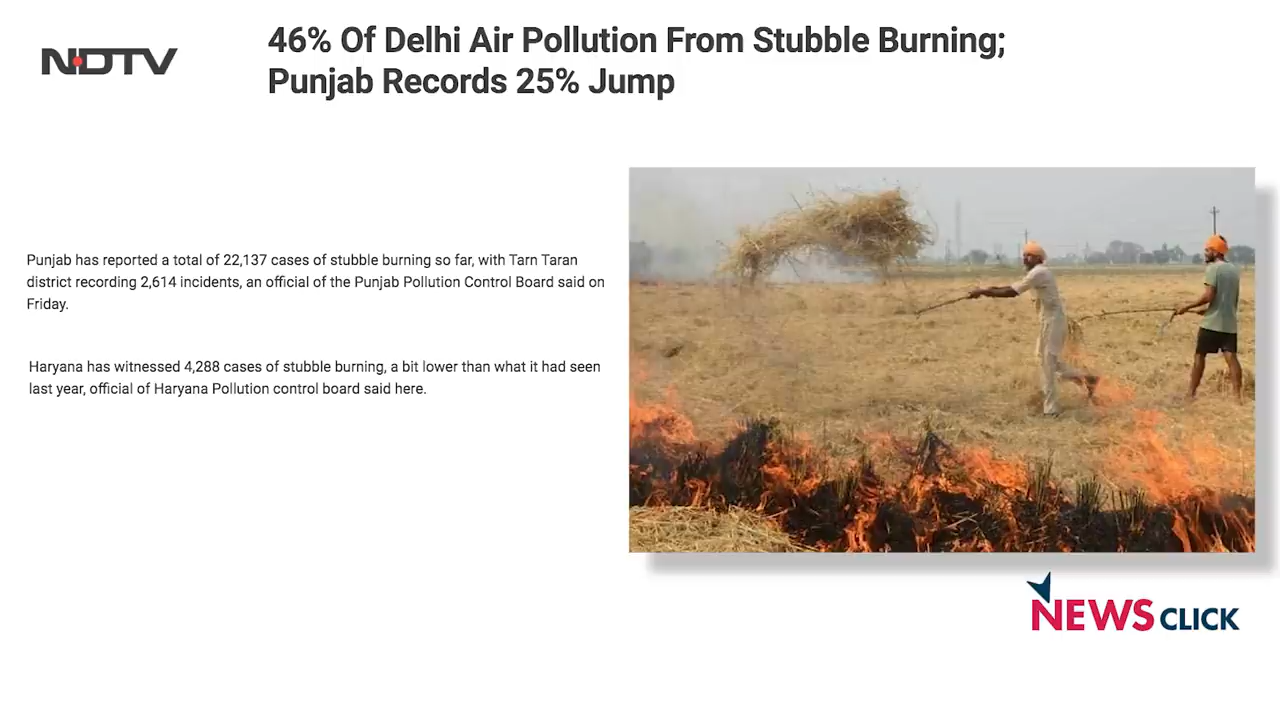 NDTV
46% Of Delhi Air Pollution From Stubble Burning;
Punjab Records 25% Jump
Punjab has reported a total of 22,137 cases of stubble burning so far, with Tarn Taran
district recording 2,614 incidents, an official of the Punjab Pollution Control Board said on
Friday.
Haryana has witnessed 4,288 cases of stubble burning, a bit lower than what it had seen
last year, official of Haryana Pollution control board said here.
NEWS CLICK